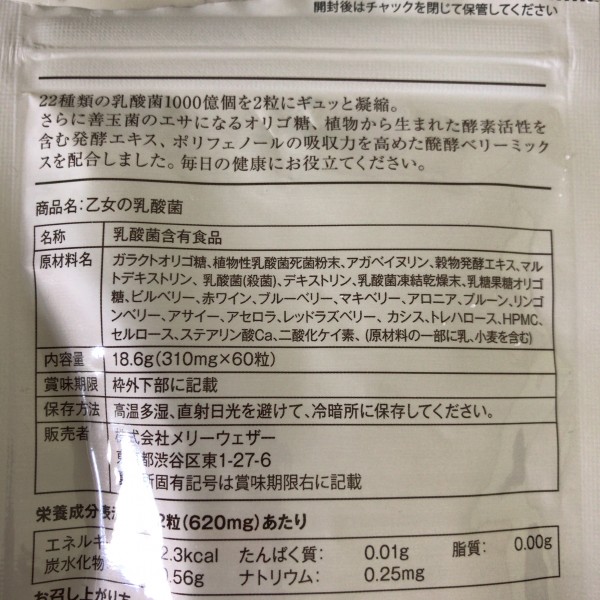 開封後はチャックを閉じて保管してください
22種類の乳酸菌1000億個を2粒にギュッと凝縮。
さらに善玉菌のエサになるオリゴ糖、植物から生まれた酵素活性を
含む発酵エキス、ポリフェノールの吸収力を高めた醗酵ベリーミック
スを配合しました。毎日の健康にお役立てください。
商品名:乙女の乳酸菌
名称 乳酸菌含有食品
原材料名 ガラクトオリゴ糖、植物性乳酸菌死菌粉末、アガベイヌリン、穀物発酵エキス、マル
トデキストリン、乳酸菌(殺菌)、デキストリン、乳酸菌凍結乾燥末、乳糖果糖オリゴ
糖、ビルベリー、赤ワイン、ブルーベリー、マキベリー、アロニア、プルーン、リンゴ
ンベリー、アサイー、アセロラ、レッドラズベリー、カシス、トレハロース、HPMC、
セルロース、ステアリン酸Ca、二酸化ケイ素、(原材料の一部に乳、小麦を含む)
内容量 18.6g(310mg×60粒)
賞味期限 枠外下部に記載
保存方法 高温多湿、直射日光を避けて、冷暗所に保存してください。
販売者 株式会社メリーウェザー
東京都渋谷区東1-27-6
所固有記号は賞味期限右に記載
栄養成分表 2粒(620mg)あたり
エネルギ 2.3kcal たんぱく質: 0.01g 脂質: 0.00g
炭水化物 .56g ナトリウム: 0.25mg
お召し上がり方